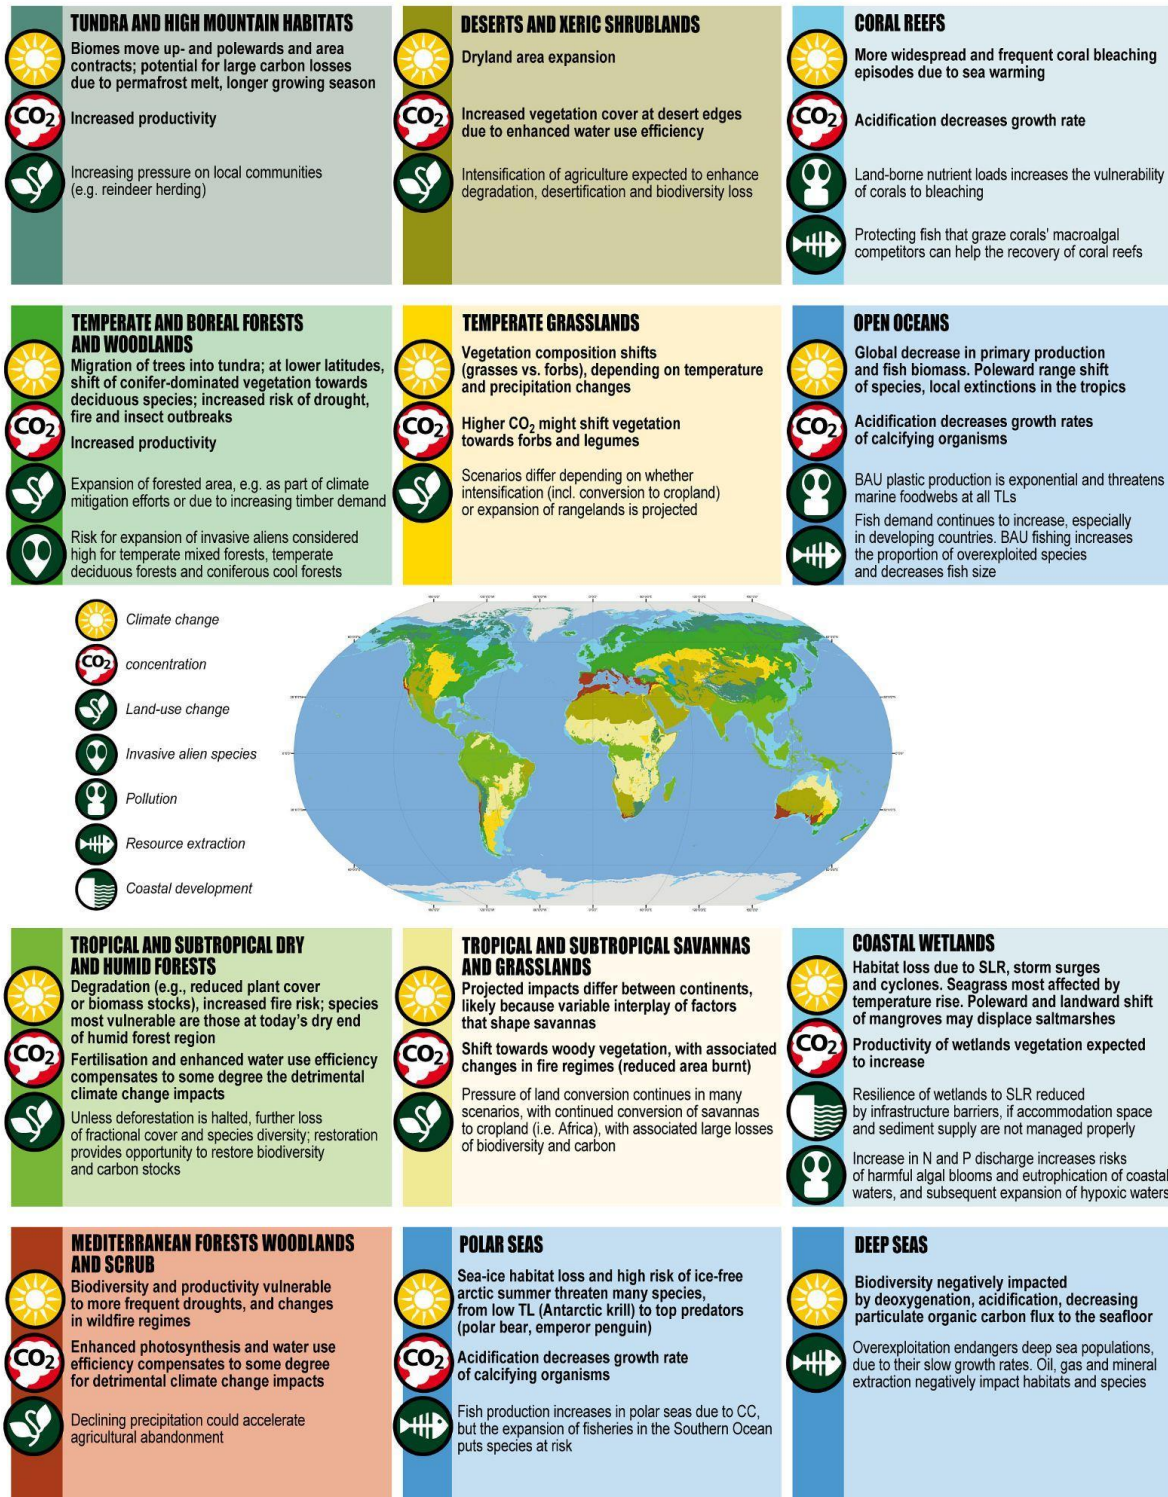 TUNDRA AND HIGH MOUNTAIN HABITATS
Biomes move up- and polewards and area
contracts; potential for large carbon losses
due to permafrost melt, longer growing season
CO2
Increased productivity
Increasing pressure on local communities
(e.g. reindeer herding)
DESERTS AND XERIC SHRUBLANDS
Dryland area expansion
CO2
Increased vegetation cover at desert edges
due to enhanced water use efficiency
Intensification of agriculture expected to enhance
degradation, desertification and biodiversity loss
CORAL REEFS
More widespread and frequent coral bleaching
episodes due to sea warming
CO2
Acidification decreases growth rate
Land-borne nutrient loads increases the vulnerability
of corals to bleaching
Protecting fish that graze corals' macroalgal
competitors can help the recovery of coral reefs
TEMPERATE AND BOREAL FORESTS
AND WOODLANDS
Migration of trees into tundra; at lower latitudes,
shift of conifer-dominated vegetation towards
deciduous species; increased risk of drought,
fire and insect outbreaks
CO2
Increased productivity
Expansion of forested area, e.g. as part of climate
mitigation efforts or due to increasing timber demand
Risk for expansion of invasive aliens considered
high for temperate mixed forests, temperate
deciduous forests and coniferous cool forests
TEMPERATE GRASSLANDS
Vegetation composition shifts
(grasses vs. forbs), depending on temperature
and precipitation changes
CO2
Higher CO2 might shift vegetation
towards forbs and legumes
Scenarios differ depending on whether
intensification (incl. conversion to cropland)
or expansion of rangelands is projected
OPEN OCEANS
Global decrease in primary production
and fish biomass. Poleward range shift
of species, local extinctions in the tropics
CO2
Acidification decreases growth rates
of calcifying organisms
BAU plastic production is exponential and threatens
marine foodwebs at all TLs
Fish demand continues to increase, especially
in developing countries. BAU fishing increases
the proportion of overexploited species
and decreases fish size
Climate change
CO2 concentration
Land-use change
Invasive alien species
Pollution
Resource extraction
Coastal development
TROPICAL AND SUBTROPICAL DRY
AND HUMID FORESTS
Degradation (e.g., reduced plant cover
or biomass stocks), increased fire risk; species
most vulnerable are those at today's dry end
of humid forest region
CO2
Fertilisation and enhanced water use efficiency
compensates to some degree the detrimental
climate change impacts
Unless deforestation is halted, further loss
of fractional cover and species diversity; restoration
provides opportunity to restore biodiversity
and carbon stocks
TROPICAL AND SUBTROPICAL SAVANNAS
AND GRASSLANDS
Projected impacts differ between continents,
likely because variable interplay of factors
that shape savannas
CO2
Shift towards woody vegetation, with associated
changes in fire regimes (reduced area burnt)
Pressure of land conversion continues in many
scenarios, with continued conversion of savannas
to cropland (i.e. Africa), with associated large losses
of biodiversity and carbon
COASTAL WETLANDS
Habitat loss due to SLR, storm surges
and cyclones. Seagrass most affected by
temperature rise. Poleward and landward shift
of mangroves may displace saltmarshes
CO2
Productivity of wetlands vegetation expected
to increase
Resilience of wetlands to SLR reduced
by infrastructure barriers, if accommodation space
and sediment supply are not managed properly
Increase in N and P discharge increases risks
of harmful algal blooms and eutrophication of coastal
waters, and subsequent expansion of hypoxic waters
MEDITERRANEAN FORESTS WOODLANDS
AND SCRUB
Biodiversity and productivity vulnerable
to more frequent droughts, and changes
in wildfire regimes
CO2
Enhanced photosynthesis and water use
efficiency compensates to some degree
for detrimental climate change impacts
Declining precipitation could accelerate
agricultural abandonment
POLAR SEAS
Sea-ice habitat loss and high risk of ice-free
arctic summer threaten many species,
from low TL (Antarctic krill) to top predators
(polar bear, emperor penguin)
CO2
Acidification decreases growth rate
of calcifying organisms
Fish production increases in polar seas due to CC,
but the expansion of fisheries in the Southern Ocean
puts species at risk
DEEP SEAS
Biodiversity negatively impacted
by deoxygenation, acidification, decreasing
particulate organic carbon flux to the seafloor
Overexploitation endangers deep sea populations,
due to their slow growth rates. Oil, gas and mineral
extraction negatively impact habitats and species